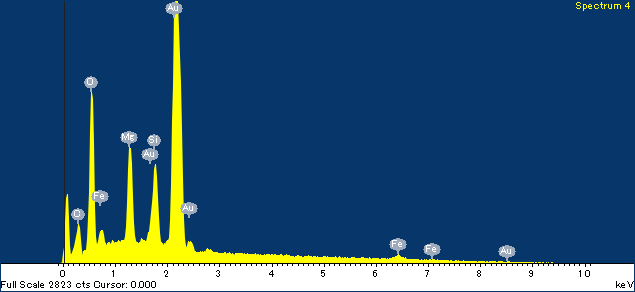 Spectrum 4
Au
O
Mg
Si
Au
Fe
Au
C
Fe
Fe
Au
0 1 2 3 4 5 6 7 8 9 10
Full Scale 2823 cts Cursor: 0.000 keV